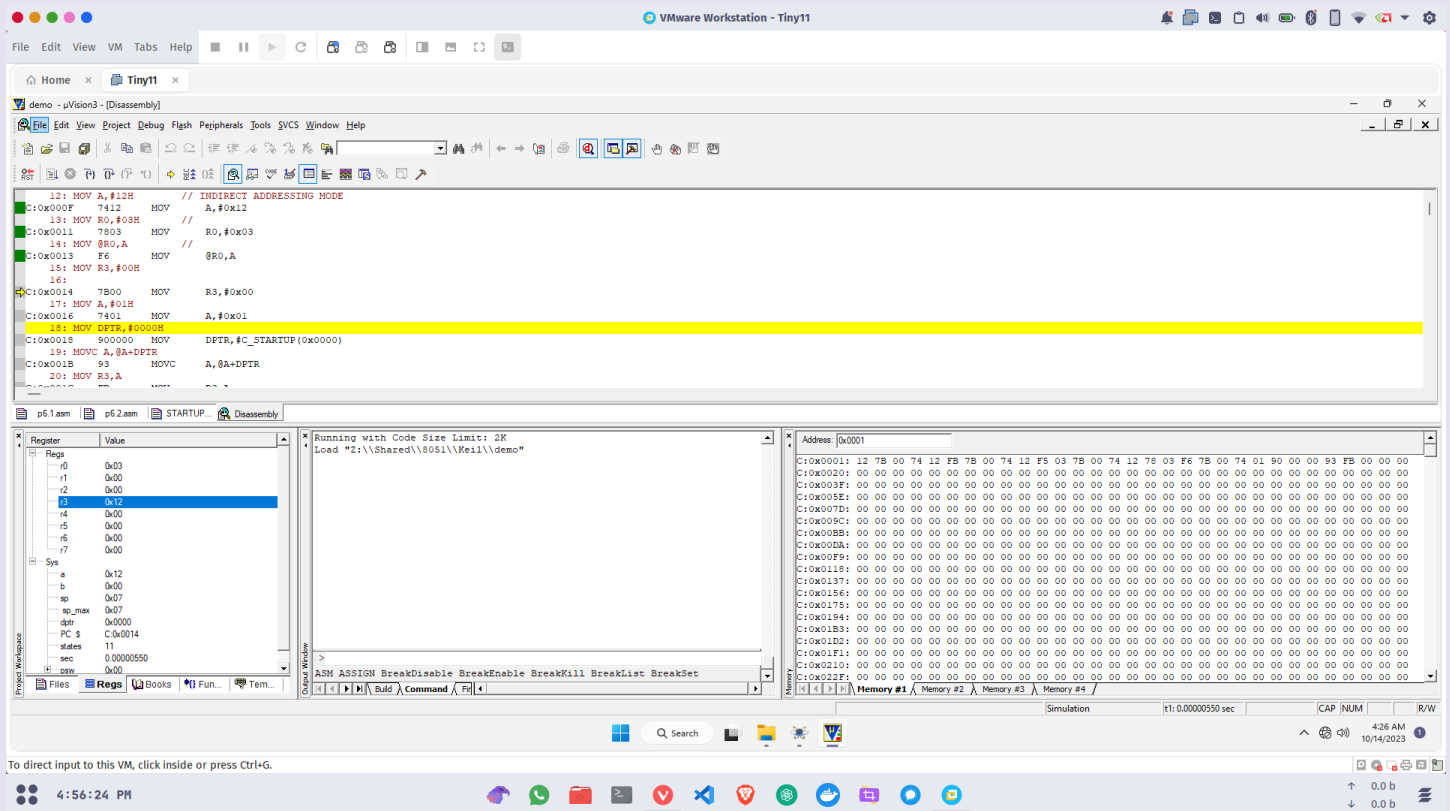 VMware Workstation - Tiny11
File Edit View VM Tabs Help
Home × Tiny11 ×
demo - µVision3 - [Disassembly]
File Edit View Project Debug Flash Peripherals Tools SVCS Window Help
12: MOV A,#12H // INDIRECT ADDRESSING MODE
C:0x000F 7412 MOV A,#0x12
13: MOV R0,#03H //
C:0x0011 7803 MOV R0,#0x03
14: MOV @R0,A //
C:0x0013 F6 MOV @R0,A
15: MOV R3,#00H
16:
C:0x0014 7B00 MOV R3,#0x00
17: MOV A,#01H
C:0x0016 7401 MOV A,#0x01
18: MOV DPTR,#0000H
C:0x0018 900000 MOV DPTR,#C_STARTUP(0x0000)
19: MOVC A,@A+DPTR
C:0x001B 93 MOVC A,@A+DPTR
20: MOV R3,A
p6.1.asm p6.2.asm STARTUP... Disassembly
Register Value
Regs
r0 0x03
r1 0x00
r2 0x00
r3 0x12
r4 0x00
r5 0x00
r6 0x00
r7 0x00
Sys
a 0x12
b 0x00
sp 0x07
sp_max 0x07
dptr 0x0000
PC $ C:0x0014
states 11
sec 0.00000550
psw 0x00
Project Workspace
Files Regs Books Fun... Tem...
Running with Code Size Limit: 2K
Load "Z:\\Shared\\8051\\Keil\\demo"
>
ASM ASSIGN BreakDisable BreakEnable BreakKill BreakList BreakSet
Output Window
Build Command Fir
Address: 0x0001
C:0x0001: 12 7B 00 74 12 FB 7B 00 74 12 F5 03 7B 00 74 12 78 03 F6 7B 00 74 01 90 00 00 93 FB 00 00 00
C:0x0020: 00 00 00 00 00 00 00 00 00 00 00 00 00 00 00 00 00 00 00 00 00 00 00 00 00 00 00 00 00 00 00
C:0x003F: 00 00 00 00 00 00 00 00 00 00 00 00 00 00 00 00 00 00 00 00 00 00 00 00 00 00 00 00 00 00 00
C:0x005E: 00 00 00 00 00 00 00 00 00 00 00 00 00 00 00 00 00 00 00 00 00 00 00 00 00 00 00 00 00 00 00
C:0x007D: 00 00 00 00 00 00 00 00 00 00 00 00 00 00 00 00 00 00 00 00 00 00 00 00 00 00 00 00 00 00 00
C:0x009C: 00 00 00 00 00 00 00 00 00 00 00 00 00 00 00 00 00 00 00 00 00 00 00 00 00 00 00 00 00 00 00
C:0x00BB: 00 00 00 00 00 00 00 00 00 00 00 00 00 00 00 00 00 00 00 00 00 00 00 00 00 00 00 00 00 00 00
C:0x00DA: 00 00 00 00 00 00 00 00 00 00 00 00 00 00 00 00 00 00 00 00 00 00 00 00 00 00 00 00 00 00 00
C:0x00F9: 00 00 00 00 00 00 00 00 00 00 00 00 00 00 00 00 00 00 00 00 00 00 00 00 00 00 00 00 00 00 00
C:0x0118: 00 00 00 00 00 00 00 00 00 00 00 00 00 00 00 00 00 00 00 00 00 00 00 00 00 00 00 00 00 00 00
C:0x0137: 00 00 00 00 00 00 00 00 00 00 00 00 00 00 00 00 00 00 00 00 00 00 00 00 00 00 00 00 00 00 00
C:0x0156: 00 00 00 00 00 00 00 00 00 00 00 00 00 00 00 00 00 00 00 00 00 00 00 00 00 00 00 00 00 00 00
C:0x0175: 00 00 00 00 00 00 00 00 00 00 00 00 00 00 00 00 00 00 00 00 00 00 00 00 00 00 00 00 00 00 00
C:0x0194: 00 00 00 00 00 00 00 00 00 00 00 00 00 00 00 00 00 00 00 00 00 00 00 00 00 00 00 00 00 00 00
C:0x01B3: 00 00 00 00 00 00 00 00 00 00 00 00 00 00 00 00 00 00 00 00 00 00 00 00 00 00 00 00 00 00 00
C:0x01D2: 00 00 00 00 00 00 00 00 00 00 00 00 00 00 00 00 00 00 00 00 00 00 00 00 00 00 00 00 00 00 00
C:0x01F1: 00 00 00 00 00 00 00 00 00 00 00 00 00 00 00 00 00 00 00 00 00 00 00 00 00 00 00 00 00 00 00
C:0x0210: 00 00 00 00 00 00 00 00 00 00 00 00 00 00 00 00 00 00 00 00 00 00 00 00 00 00 00 00 00 00 00
C:0x022F: 00 00 00 00 00 00 00 00 00 00 00 00 00 00 00 00 00 00 00 00 00 00 00 00 00 00 00 00 00 00 00
Memory
Memory #1 Memory #2 Memory #3 Memory #4
Simulation t1: 0.00000550 sec CAP NUM R/W
Search
4:26 AM
10/14/2023 1
To direct input to this VM, click inside or press Ctrl+G.
4:56:24 PM
↑ 0.0 b
↓ 0.0 b